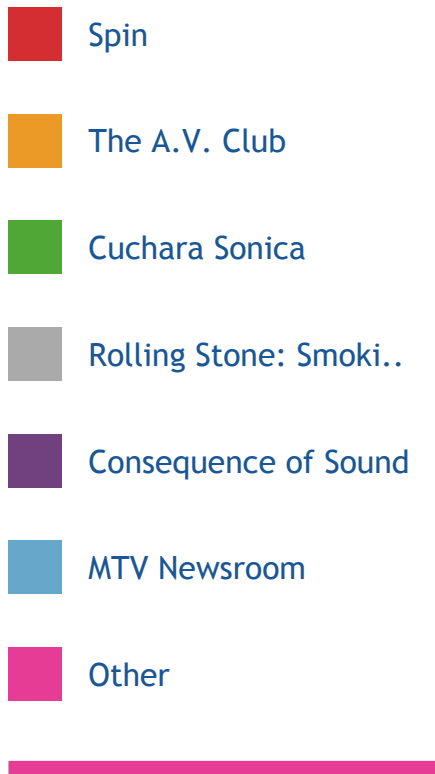 Spin
The A.V. Club
Cuchara Sonica
Rolling Stone: Smoki..
Consequence of Sound
MTV Newsroom
Other